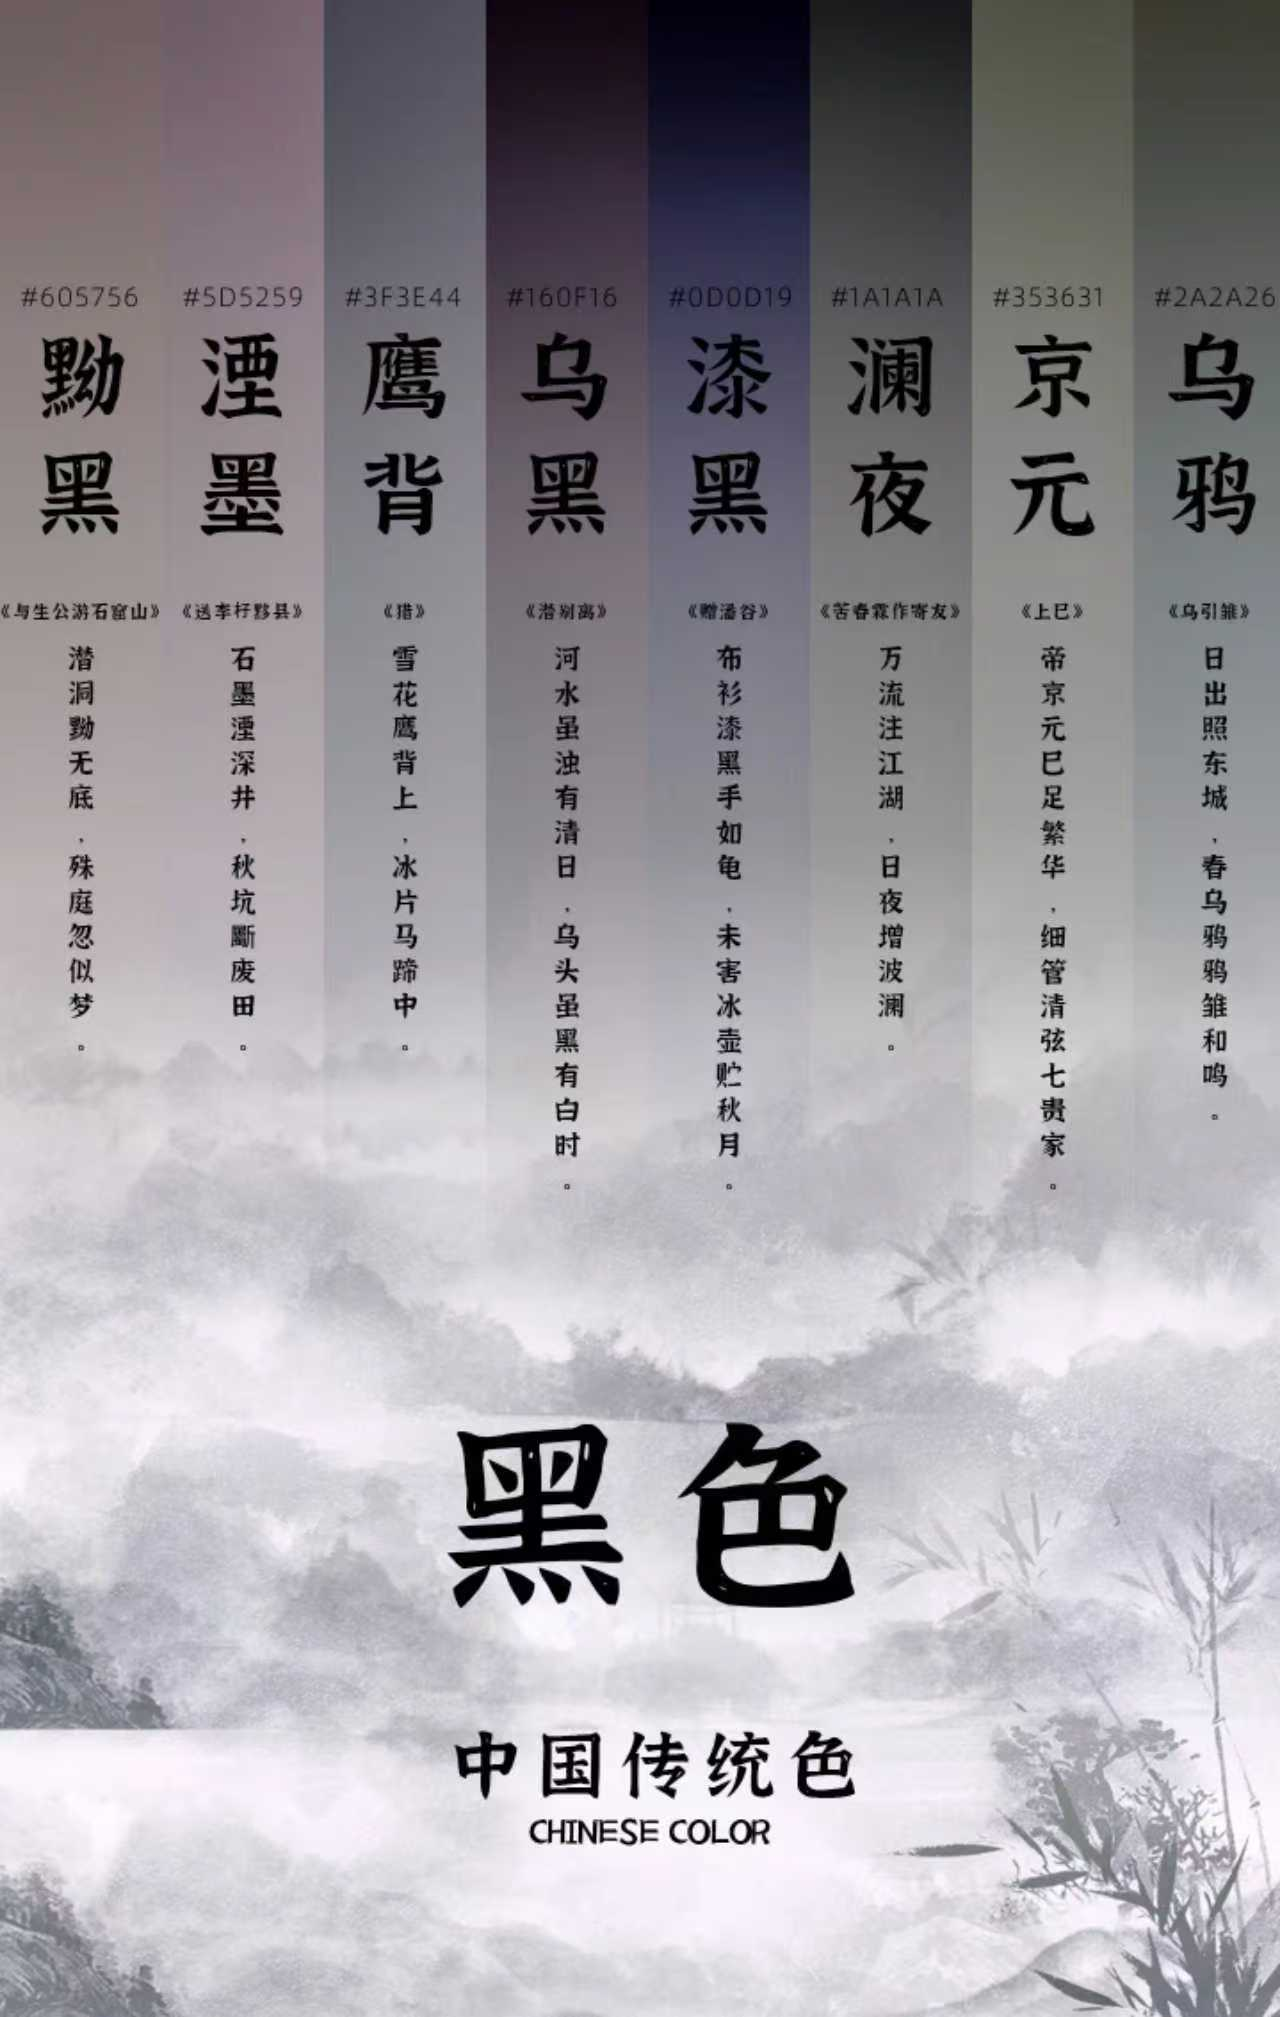 #605756
黝黑
《与生公游石窟山》
潜洞黝无底，殊庭忽似梦。
#5D5259
湮墨
《送李杍黟县》
石墨湮深井，秋坑斸废田。
#3F3E44
鹰背
《猎》
雪花鹰背上，冰片马蹄中。
#160F16
乌黑
《潜别离》
河水虽浊有清日，乌头虽黑有白时。
#0D0D19
漆黑
《赠潘谷》
布衫漆黑手如龟，未害冰壶贮秋月。
#1A1A1A
澜夜
《苦春霖作寄友》
万流注江湖，日夜增波澜。
#353631
京元
《上巳》
帝京元巳足繁华，细管清弦七贵家。
#2A2A26
乌鸦
《乌引雏》
日出照东城，春乌鸦鸦雏和鸣。
黑色
中国传统色
CHINESE COLOR